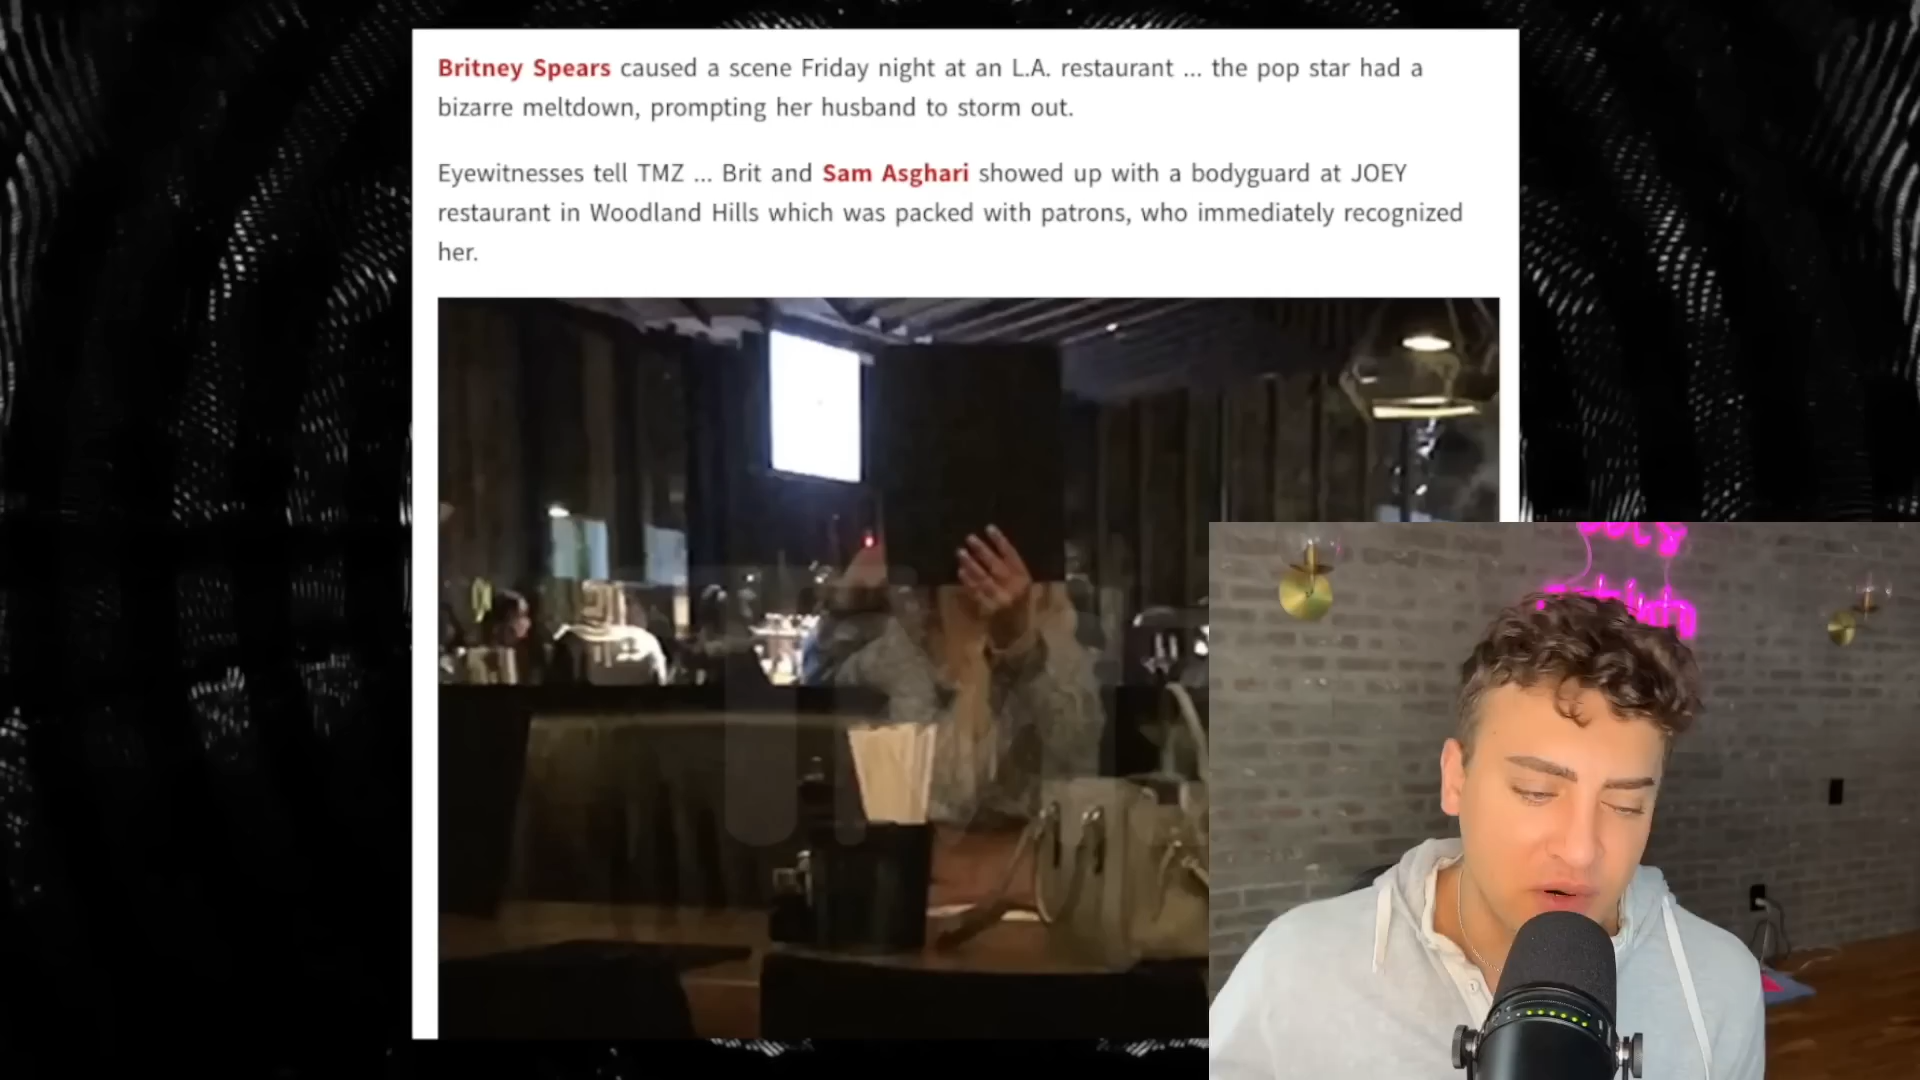 Britney Spears caused a scene Friday night at an L.A. restaurant ... the pop star had a
bizarre meltdown, prompting her husband to storm out.
Eyewitnesses tell TMZ ... Brit and Sam Asghari showed up with a bodyguard at JOEY
restaurant in Woodland Hills which was packed with patrons, who immediately recognized
her.